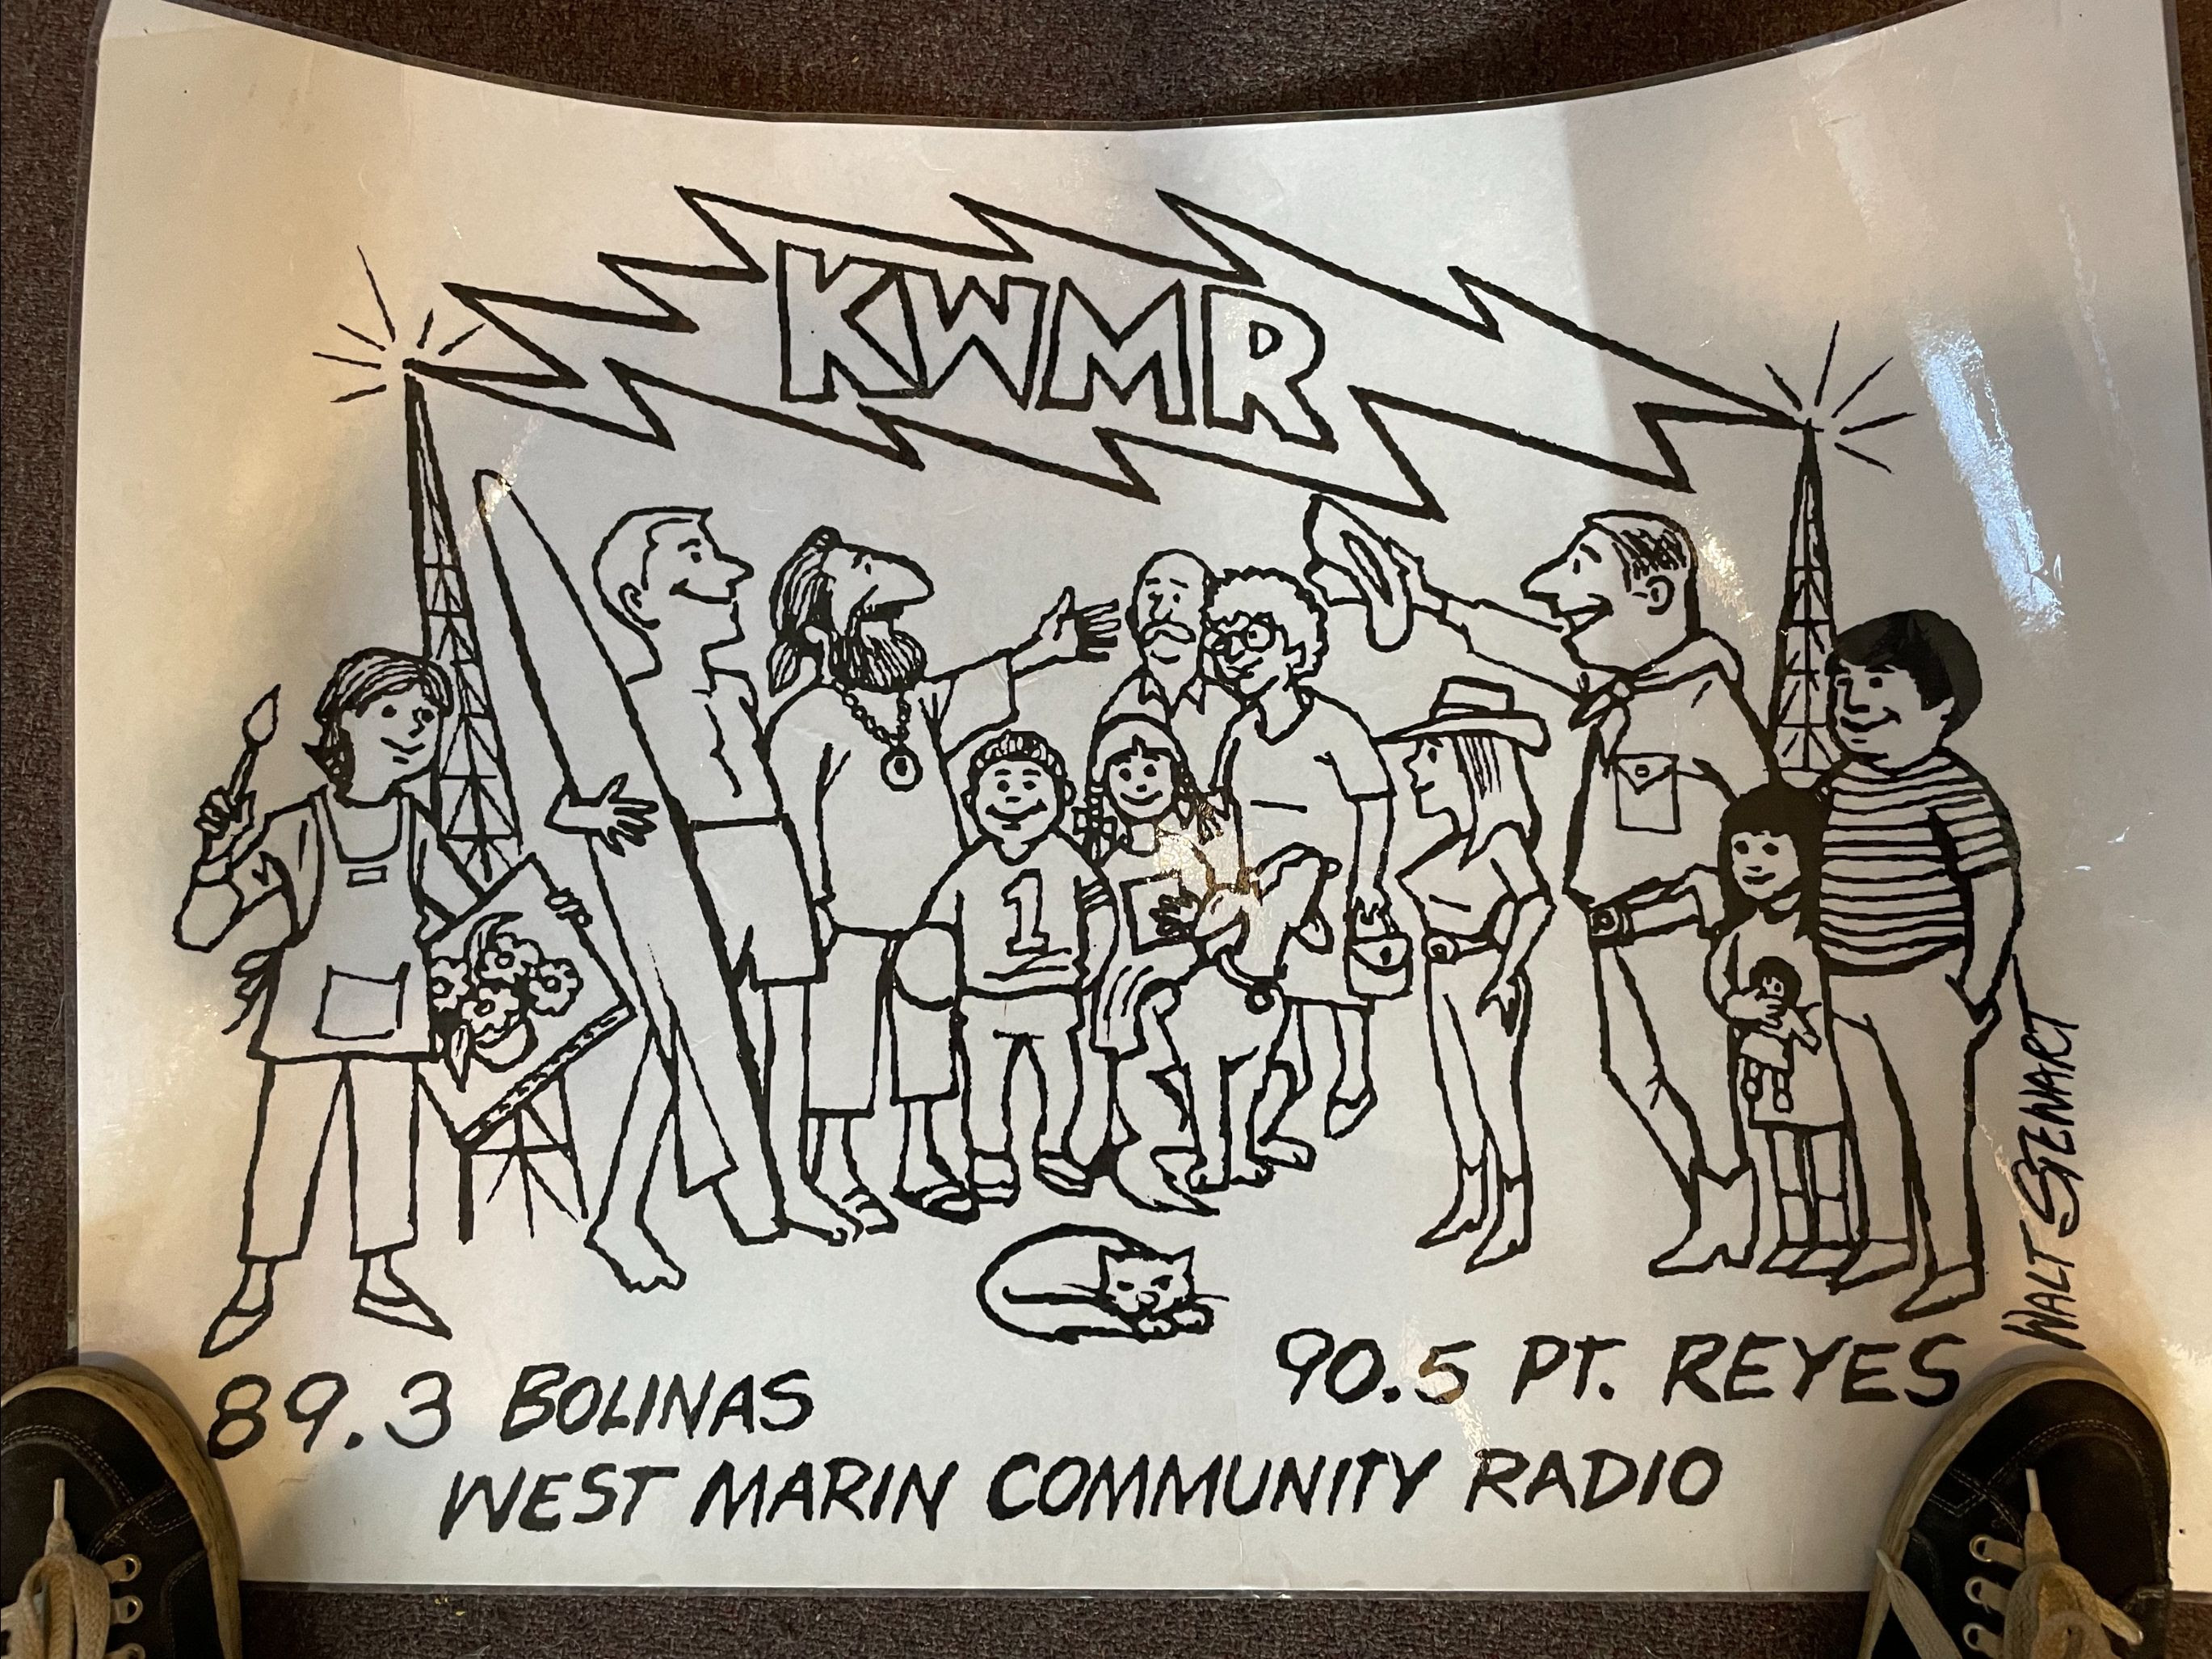 KWMR
1
WALT STEWART
89.3 BOLINAS
90.5 PT. REYES
WEST MARIN COMMUNITY RADIO